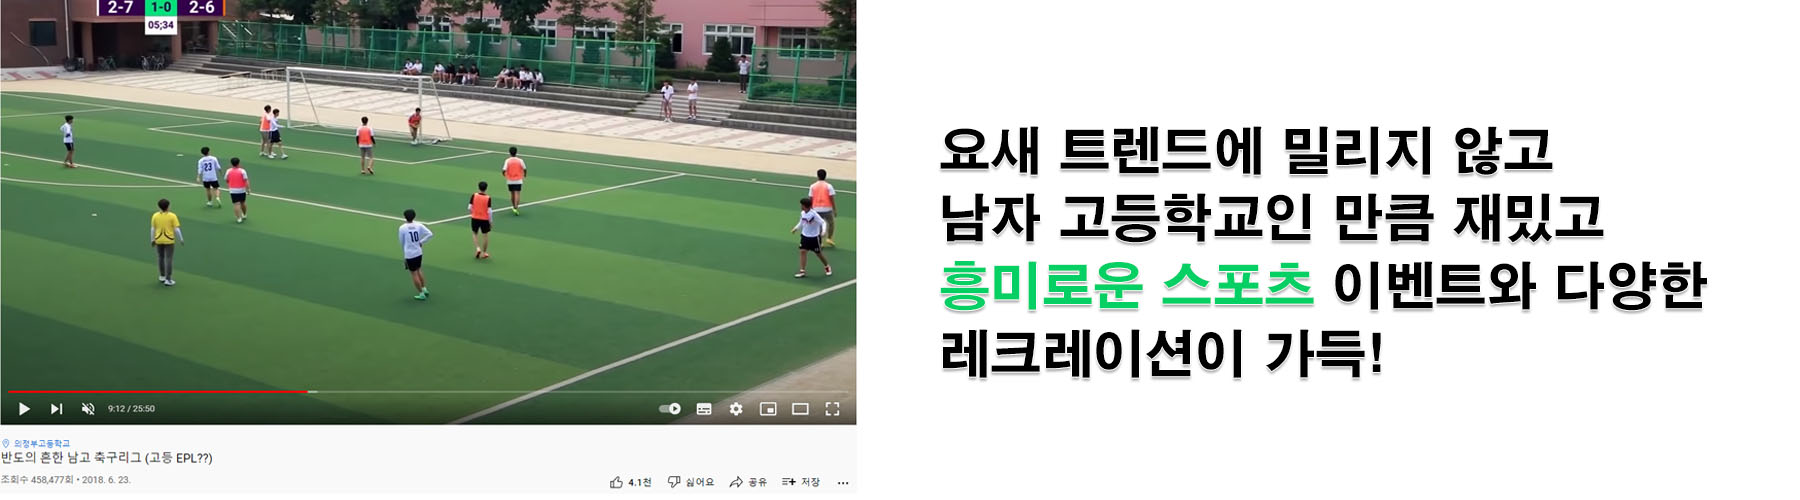 2-7 1-0 2-6
05;34
23
10
9:12 / 25:50
의정부고등학교
반도의 흔한 남고 축구리그 (고등 EPL??)
조회수 458,477회 • 2018. 6. 23.
4.1천 싫어요 공유 저장
요새 트렌드에 밀리지 않고
남자 고등학교인 만큼 재밌고
흥미로운 스포츠 이벤트와 다양한
레크레이션이 가득!